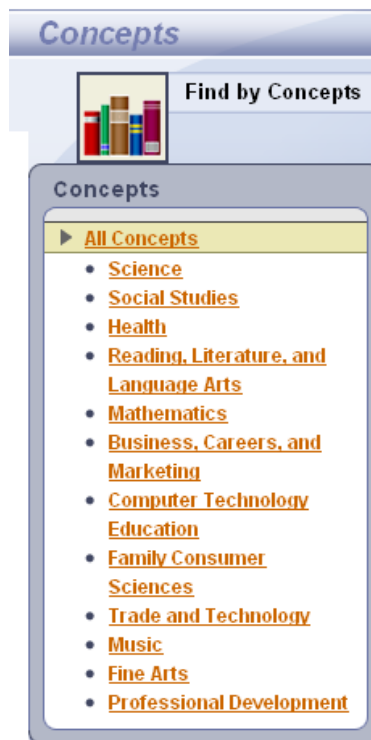 Concepts
Find by Concepts
Concepts
All Concepts
Science
Social Studies
Health
Reading, Literature, and
Language Arts
Mathematics
Business, Careers, and
Marketing
Computer Technology
Education
Family Consumer
Sciences
Trade and Technology
Music
Fine Arts
Professional Development